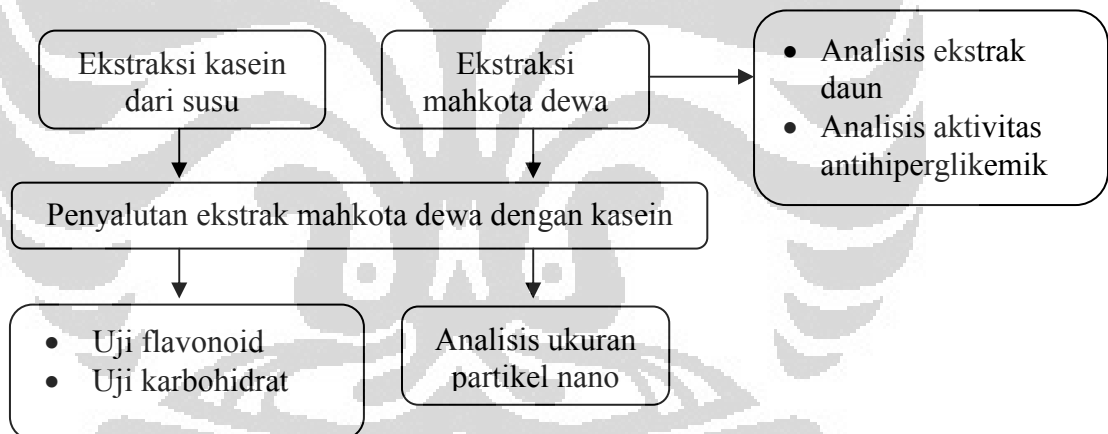 Ekstraksi kasein
dari susu
Ekstraksi
mahkota dewa
• Analisis ekstrak
daun
• Analisis aktivitas
antihiperglikemik
Penyalutan ekstrak mahkota dewa dengan kasein
• Uji flavonoid
• Uji karbohidrat
Analisis ukuran
partikel nano